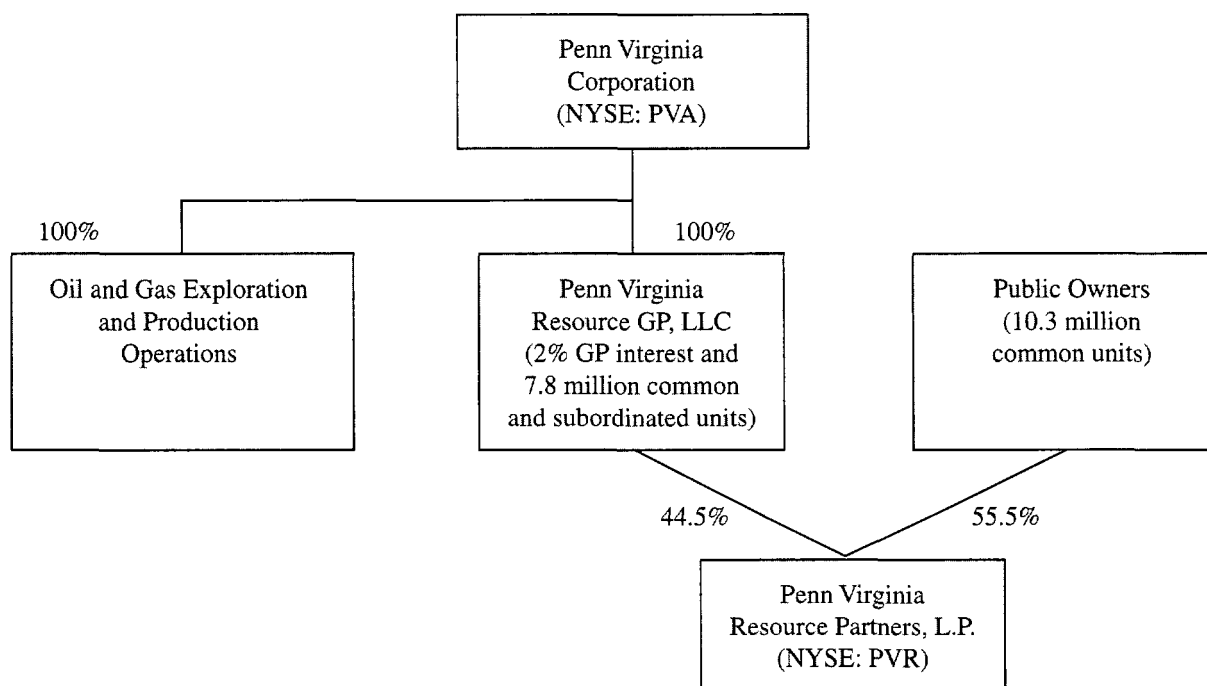 Penn Virginia
Corporation
(NYSE: PVA)
100%
100%
Oil and Gas Exploration
and Production
Operations
Penn Virginia
Resource GP, LLC
(2% GP interest and
7.8 million common
and subordinated units)
Public Owners
(10.3 million
common units)
44.5%
55.5%
Penn Virginia
Resource Partners, L.P.
(NYSE: PVR)